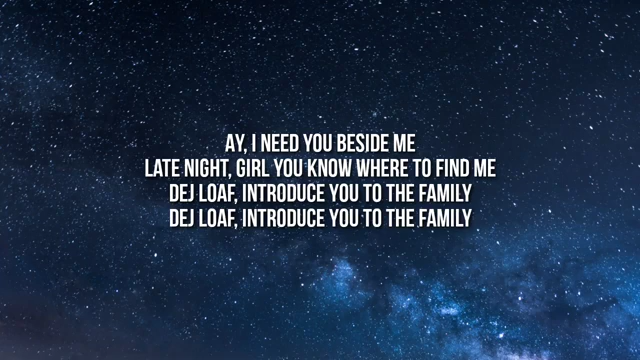 AY, I NEED YOU BESIDE ME
LATE NIGHT, GIRL YOU KNOW WHERE TO FIND ME
DEJ LOAF, INTRODUCE YOU TO THE FAMILY
DEJ LOAF, INTRODUCE YOU TO THE FAMILY